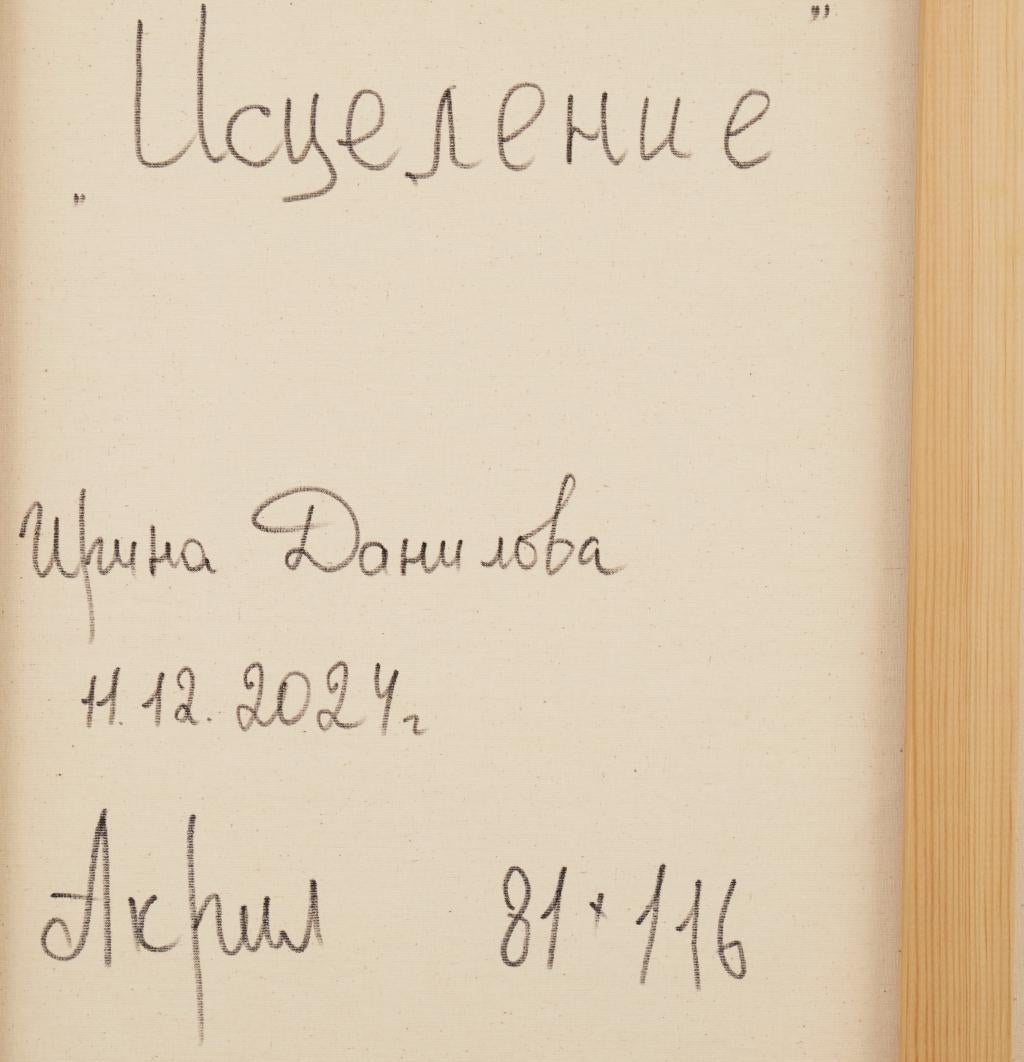 „Исцеление”
Ирина Данилова
11.12.2024г
Акрил 81×116